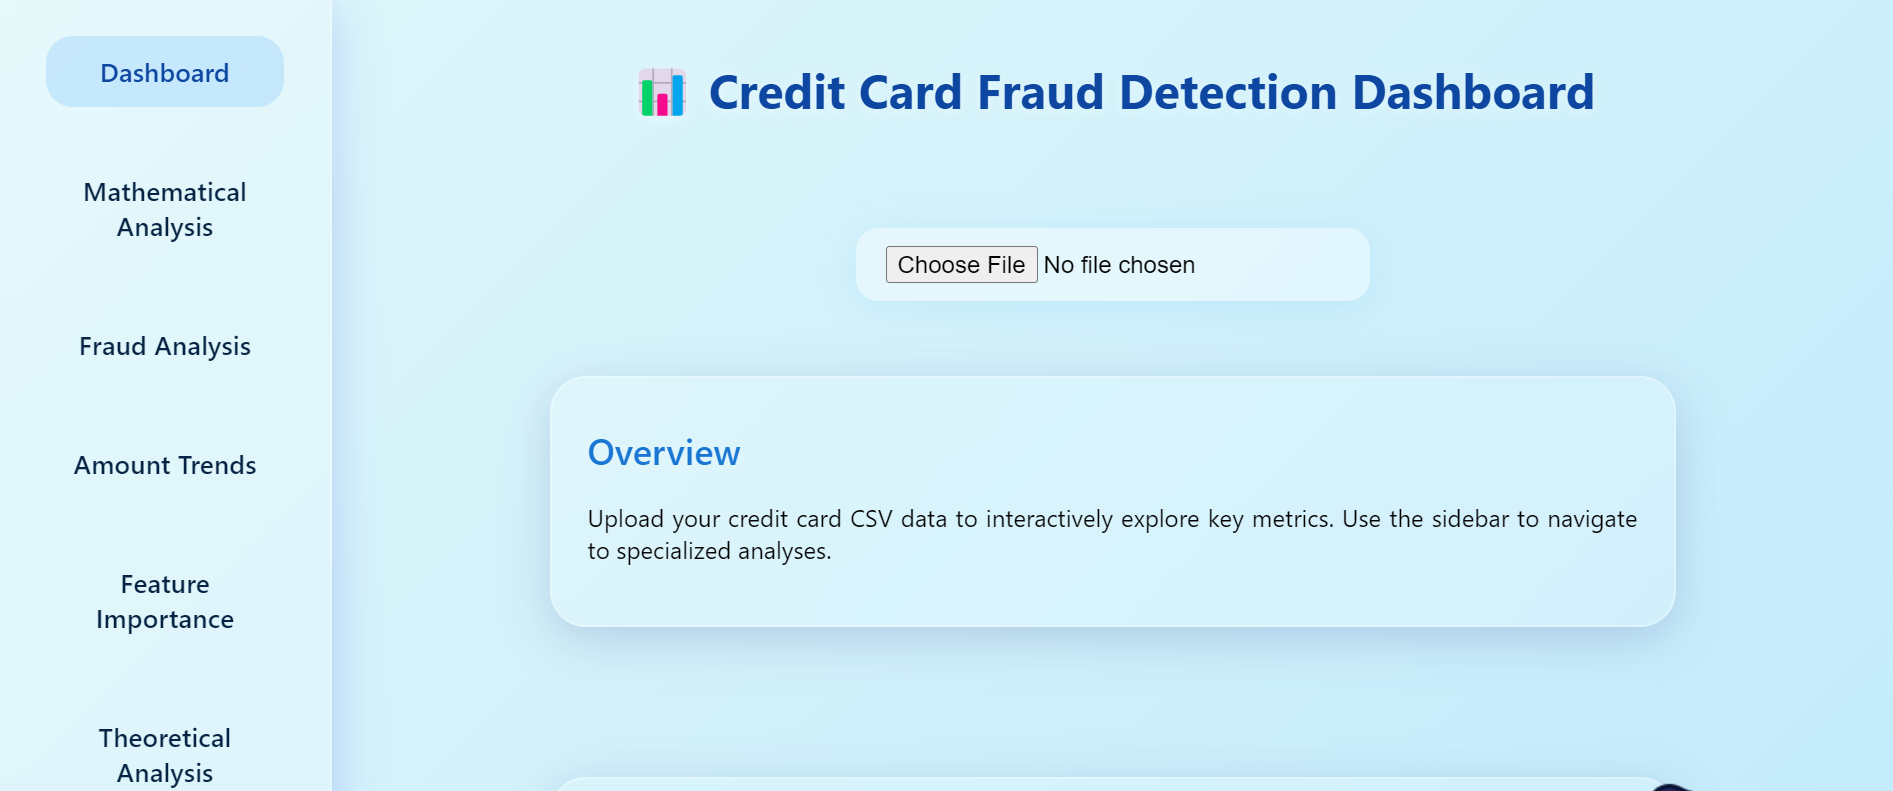 Dashboard
Mathematical
Analysis
Fraud Analysis
Amount Trends
Feature
Importance
Theoretical
Analysis
Credit Card Fraud Detection Dashboard
Choose File No file chosen
Overview
Upload your credit card CSV data to interactively explore key metrics. Use the sidebar to navigate
to specialized analyses.